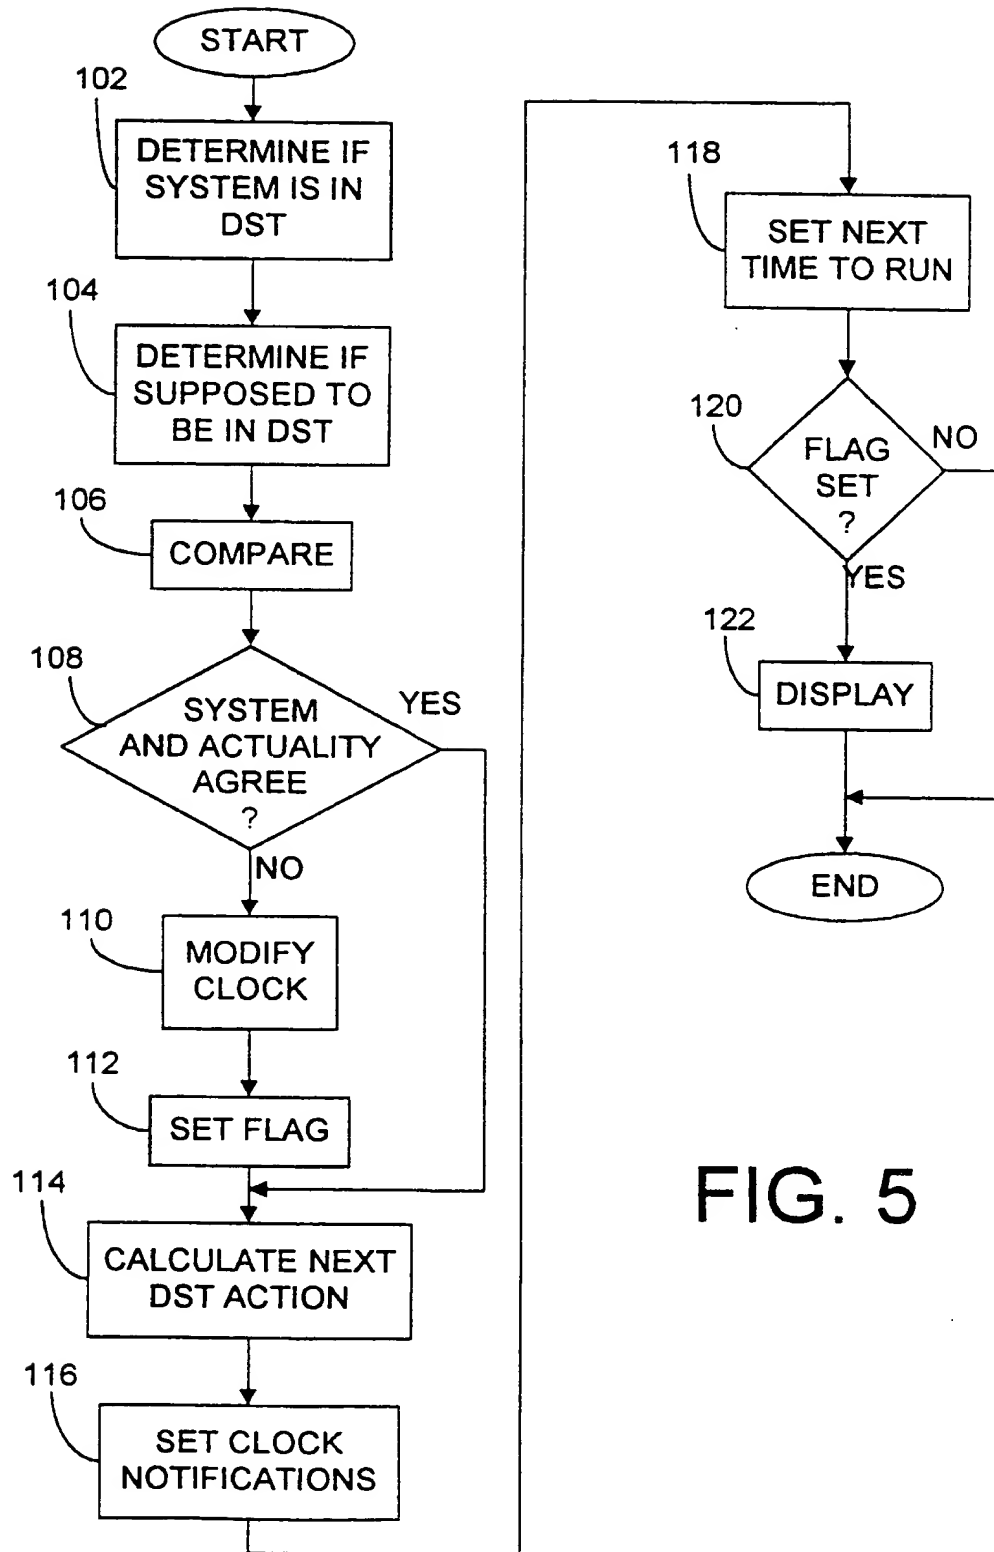 START
102
DETERMINE IF
SYSTEM IS IN
DST
104
DETERMINE IF
SUPPOSED TO
BE IN DST
106
COMPARE
108
SYSTEM
AND ACTUALITY
AGREE
?
YES
NO
110
MODIFY
CLOCK
112
SET FLAG
114
CALCULATE NEXT
DST ACTION
116
SET CLOCK
NOTIFICATIONS
118
SET NEXT
TIME TO RUN
120
FLAG
SET
?
NO
YES
122
DISPLAY
END
FIG. 5